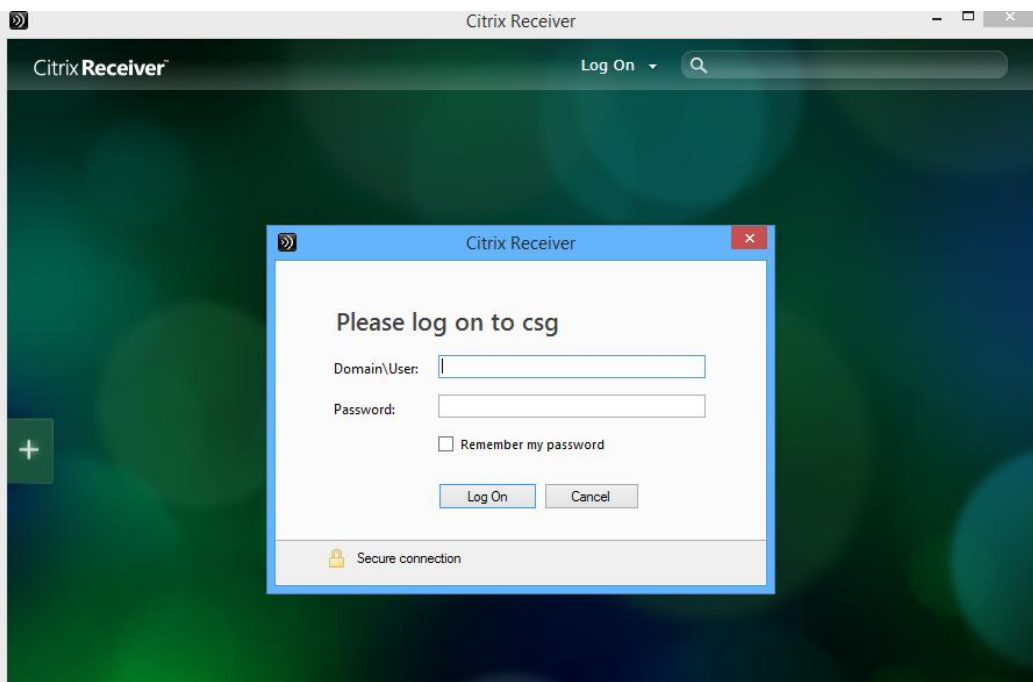 Citrix Receiver
Citrix Receiver™
Log On
Citrix Receiver
Please log on to csg
Domain\User:
Password:
Remember my password
Log On
Cancel
Secure connection